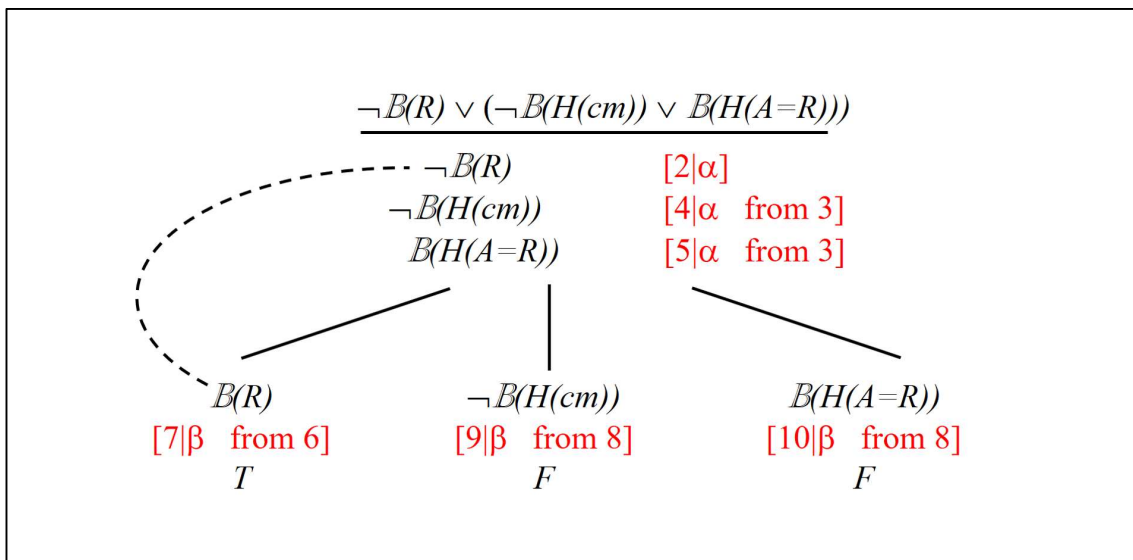 ¬𝔹(R) ∨ (¬𝔹(H(cm)) ∨ 𝔹(H(A=R)))
¬𝔹(R) [2|α]
¬𝔹(H(cm)) [4|α from 3]
𝔹(H(A=R)) [5|α from 3]
𝔹(R) ¬𝔹(H(cm)) 𝔹(H(A=R))
[7|β from 6] [9|β from 8] [10|β from 8]
T F F